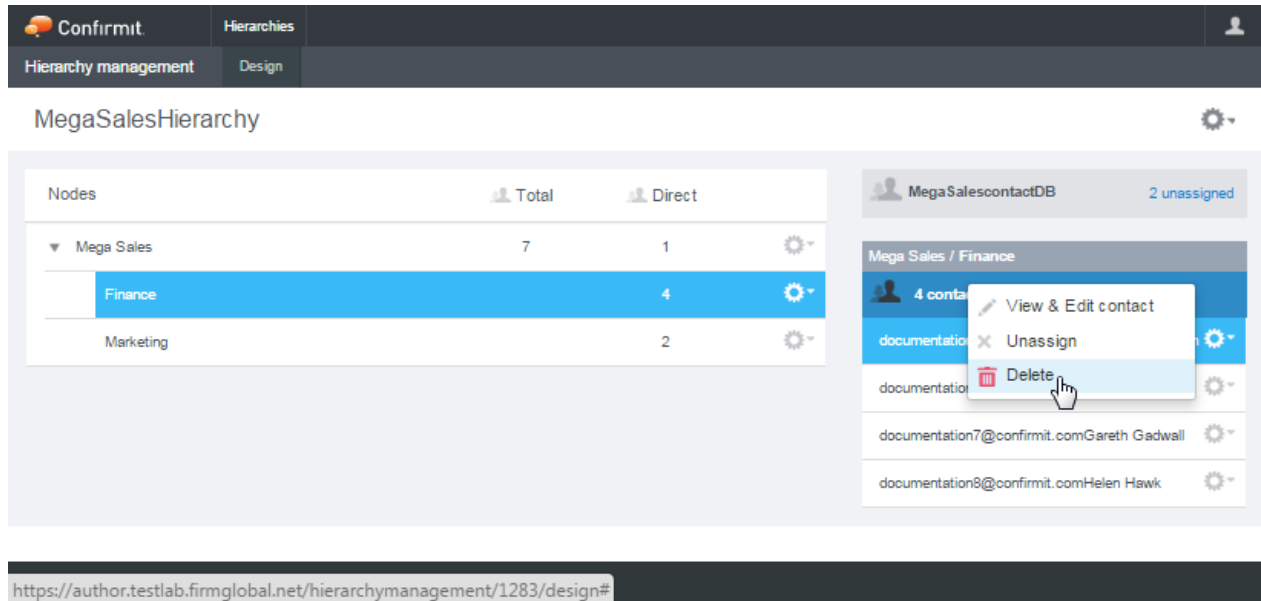 Confirmit.
Hierarchies
Hierarchy management
Design
MegaSalesHierarchy
Nodes
Total
Direct
Mega Sales
7
1
Finance
4
Marketing
2
MegaSalescontactDB
2 unassigned
Mega Sales / Finance
4 conta
View & Edit contact
documentation
Unassign
Delete
documentation7@confirmit.comGareth Gadwall
documentation8@confirmit.comHelen Hawk
https://author.testlab.firmglobal.net/hierarchymanagement/1283/design#